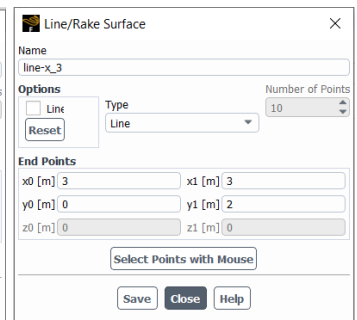 Line/Rake Surface
Name
line-x_3
Options
Type
Number of Points
Line
Line
10
Reset
End Points
x0 [m] 3
x1 [m] 3
y0 [m] 0
y1 [m] 2
z0 [m] 0
z1 [m] 0
Select Points with Mouse
Save
Close
Help